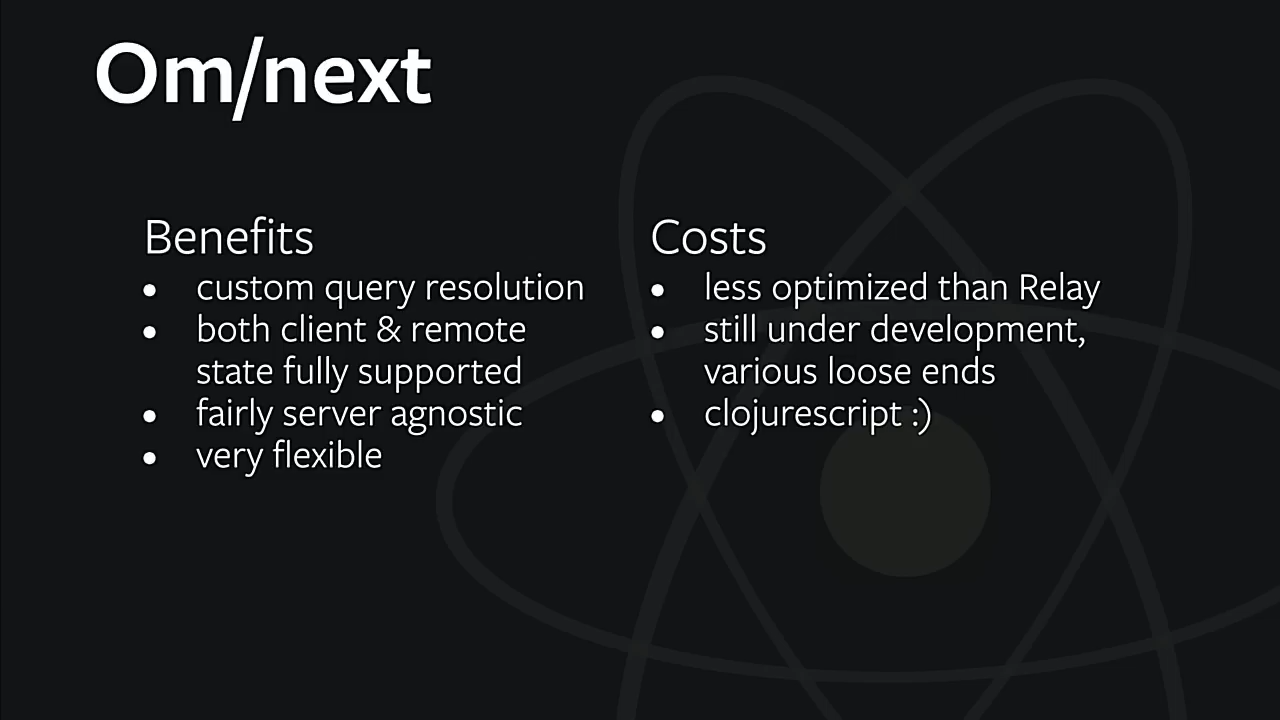 Om/next
Benefits
• custom query resolution
• both client & remote
state fully supported
• fairly server agnostic
• very flexible
Costs
• less optimized than Relay
• still under development,
various loose ends
• clojurescript :)